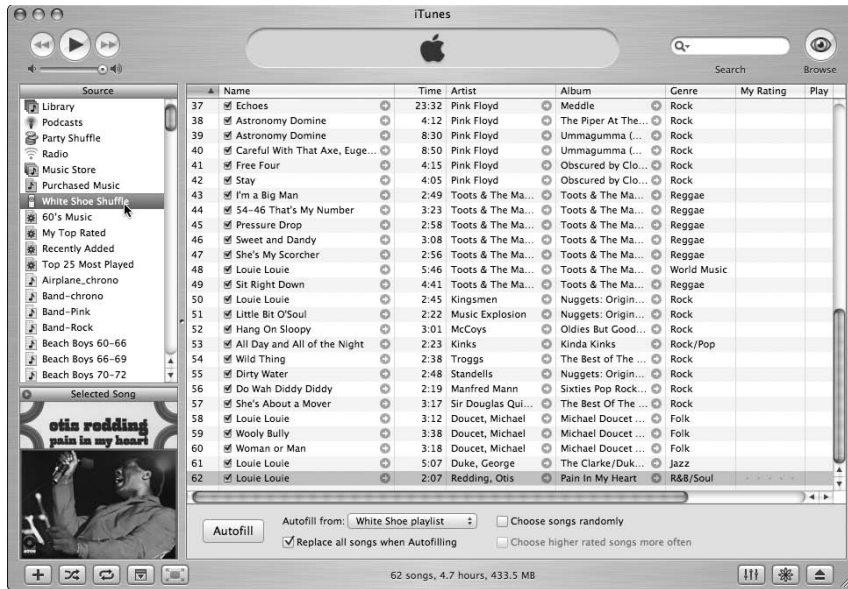 iTunes
Search
Browse
Source
Library
Podcasts
Party Shuffle
Radio
Music Store
Purchased Music
White Shoe Shuffle
60's Music
My Top Rated
Recently Added
Top 25 Most Played
Airplane_chrono
Band-chrono
Band-Pink
Band-Rock
Beach Boys 60-66
Beach Boys 66-69
Beach Boys 70-72
Selected Song
otis redding
pain in my heart
Name Time Artist Album Genre My Rating Play
37 Echoes 23:32 Pink Floyd Meddle Rock
38 Astronomy Domine 4:12 Pink Floyd The Piper At The... Rock
39 Astronomy Domine 8:30 Pink Floyd Ummagumma (... Rock
40 Careful With That Axe, Euge... 8:50 Pink Floyd Ummagumma (... Rock
41 Free Four 4:15 Pink Floyd Obscured by Clo... Rock
42 Stay 4:05 Pink Floyd Obscured by Clo... Rock
43 I'm a Big Man 2:49 Toots & The Ma... Toots & The Ma... Reggae
44 54-46 That's My Number 3:23 Toots & The Ma... Toots & The Ma... Reggae
45 Pressure Drop 2:58 Toots & The Ma... Toots & The Ma... Reggae
46 Sweet and Dandy 3:08 Toots & The Ma... Toots & The Ma... Reggae
47 She's My Scorcher 2:56 Toots & The Ma... Toots & The Ma... Reggae
48 Louie Louie 5:46 Toots & The Ma... Toots & The Ma... World Music
49 Sit Right Down 4:41 Toots & The Ma... Toots & The Ma... Reggae
50 Louie Louie 2:45 Kingsmen Nuggets: Origin... Rock
51 Little Bit O'Soul 2:22 Music Explosion Nuggets: Origin... Rock
52 Hang On Sloopy 3:01 McCoys Oldies But Good... Rock
53 All Day and All of the Night 2:23 Kinks Kinda Kinks Rock/Pop
54 Wild Thing 2:38 Troggs The Best of The ... Rock
55 Dirty Water 2:48 Standells Nuggets: Origin... Rock
56 Do Wah Diddy Diddy 2:19 Manfred Mann Sixties Pop Rock... Rock
57 She's About a Mover 3:17 Sir Douglas Qui... The Best Of The ... Rock
58 Louie Louie 3:12 Doucet, Michael Michael Doucet ... Folk
59 Wooly Bully 3:38 Doucet, Michael Michael Doucet ... Folk
60 Woman or Man 3:18 Doucet, Michael Michael Doucet ... Folk
61 Louie Louie 5:07 Duke, George The Clarke/Duk... Jazz
62 Louie Louie 2:07 Redding, Otis Pain In My Heart R&B/Soul
Autofill
Autofill from: White Shoe playlist
Choose songs randomly
Replace all songs when Autofilling
Choose higher rated songs more often
62 songs, 4.7 hours, 433.5 MB